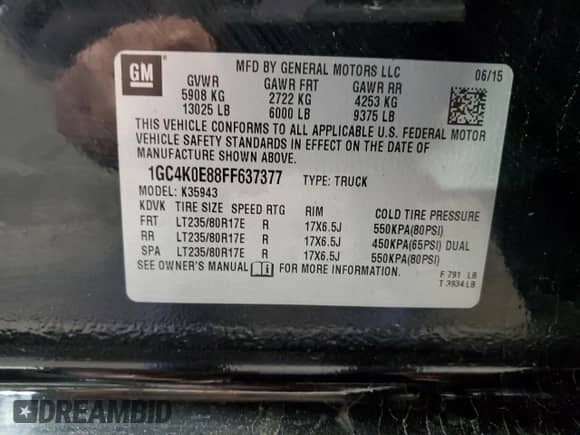 GM
MFD BY GENERAL MOTORS LLC 06/15
GVWR GAWR FRT GAWR RR
5908 KG 2722 KG 4253 KG
13025 LB 6000 LB 9375 LB
THIS VEHICLE CONFORMS TO ALL APPLICABLE U.S. FEDERAL MOTOR
VEHICLE SAFETY STANDARDS IN EFFECT ON THE DATE OF
MANUFACTURE SHOWN ABOVE.
1GC4K0E88FF637377 TYPE: TRUCK
MODEL: K35943
KDVK TIRE SIZE SPEED RTG RIM COLD TIRE PRESSURE
FRT LT235/80R17E R 17X6.5J 550KPA(80PSI)
RR LT235/80R17E R 17X6.5J 450KPA(65PSI) DUAL
SPA LT235/80R17E R 17X6.5J 550KPA(80PSI)
SEE OWNER'S MANUAL FOR MORE INFORMATION.
F 791 LB
T 3934 LB
DREAMBID